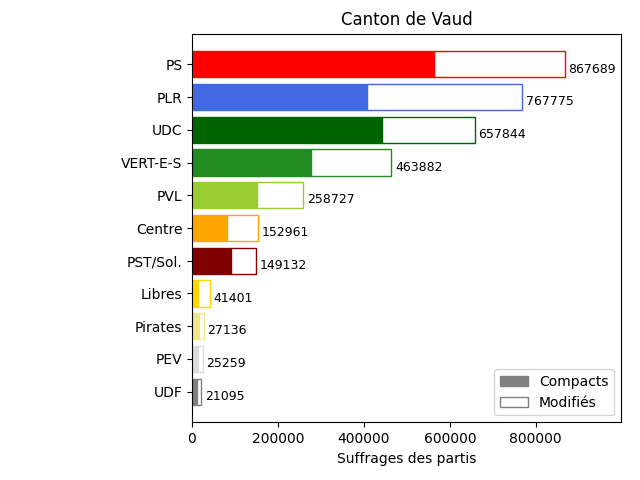 Canton de Vaud
PS 867689
PLR 767775
UDC 657844
VERT-E-S 463882
PVL 258727
Centre 152961
PST/Sol. 149132
Libres 41401
Pirates 27136
PEV 25259
UDF 21095
Compacts
Modifiés
0 200000 400000 600000 800000
Suffrages des partis